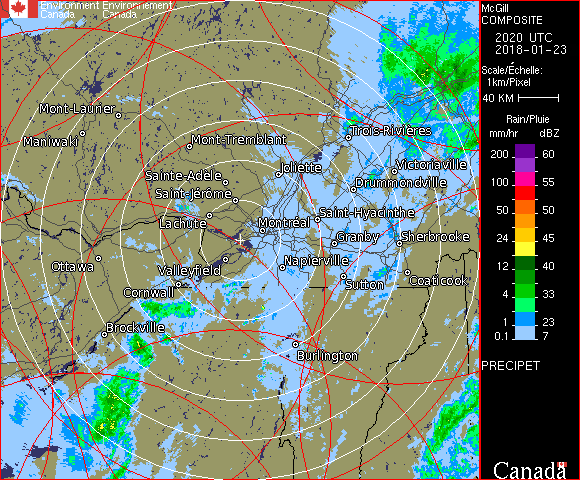 Environment Environnement
Canada Canada
McGill
COMPOSITE
2020 UTC
2018-01-23
Scale/Échelle:
1km/Pixel
40 KM
Rain/Pluie
mm/hr dBZ
200 60
100 55
50 50
24 45
12 40
4 33
1 23
0.1 7
PRECIPET
Mont-Laurier
Maniwaki
Mont-Tremblant
Trois-Rivières
Joliette
Victoriaville
Sainte-Adèle
Drummondville
Saint-Jérôme
Saint-Hyacinthe
Lachute
Montréal
Granby
Sherbrooke
Ottawa
Valleyfield
Napierville
Cornwall
Sutton
Coaticook
Brockville
Burlington
Canada